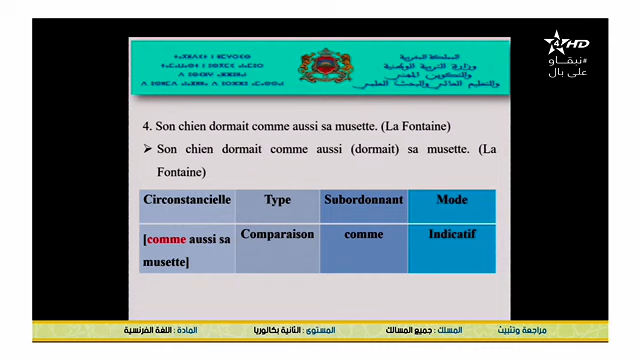 4HD
#نبقاو
على بال
المملكة المغربية
وزارة التربية الوطنية
والتكوين المهني
والتعليم العالي والبحث العلمي
4. Son chien dormait comme aussi sa musette. (La Fontaine)
➢ Son chien dormait comme aussi (dormait) sa musette. (La
Fontaine)
Circonstancielle Type Subordonnant Mode
[comme aussi sa Comparaison comme Indicatif
musette]
مراجعة وتثبيت المسلك : جميع المسالك المستوى : الثانية بكالوريا المادة : اللغة الفرنسية